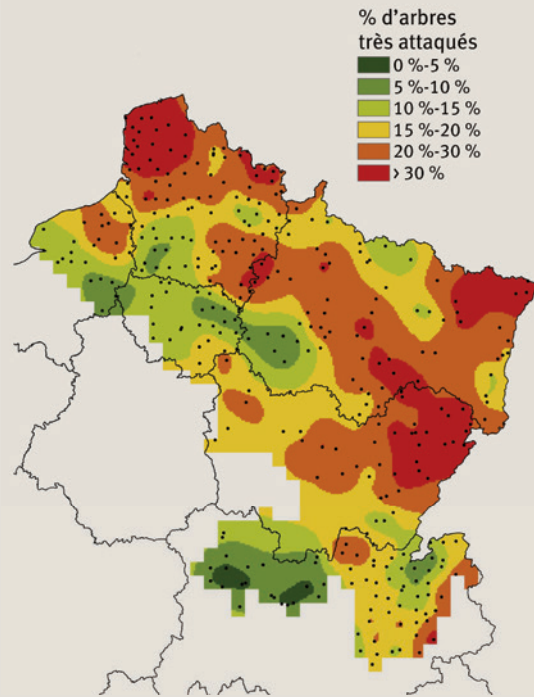 % d’arbres
très attaqués
0 %-5 %
5 %-10 %
10 %-15 %
15 %-20 %
20 %-30 %
> 30 %